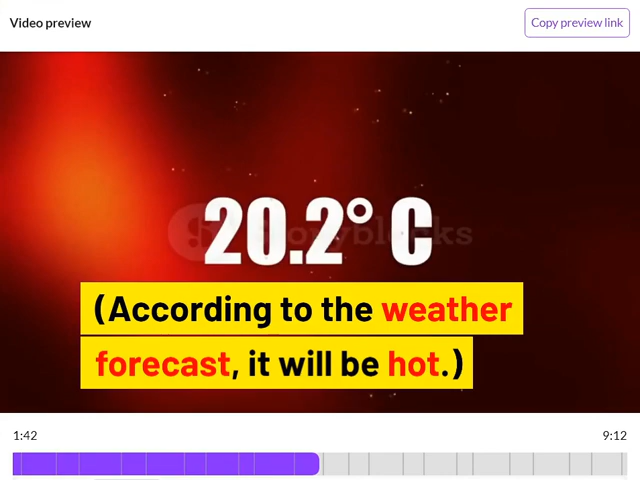 Video preview
Copy preview link
20.2° C
Storyblocks
(According to the weather
forecast, it will be hot.)
1:42
9:12